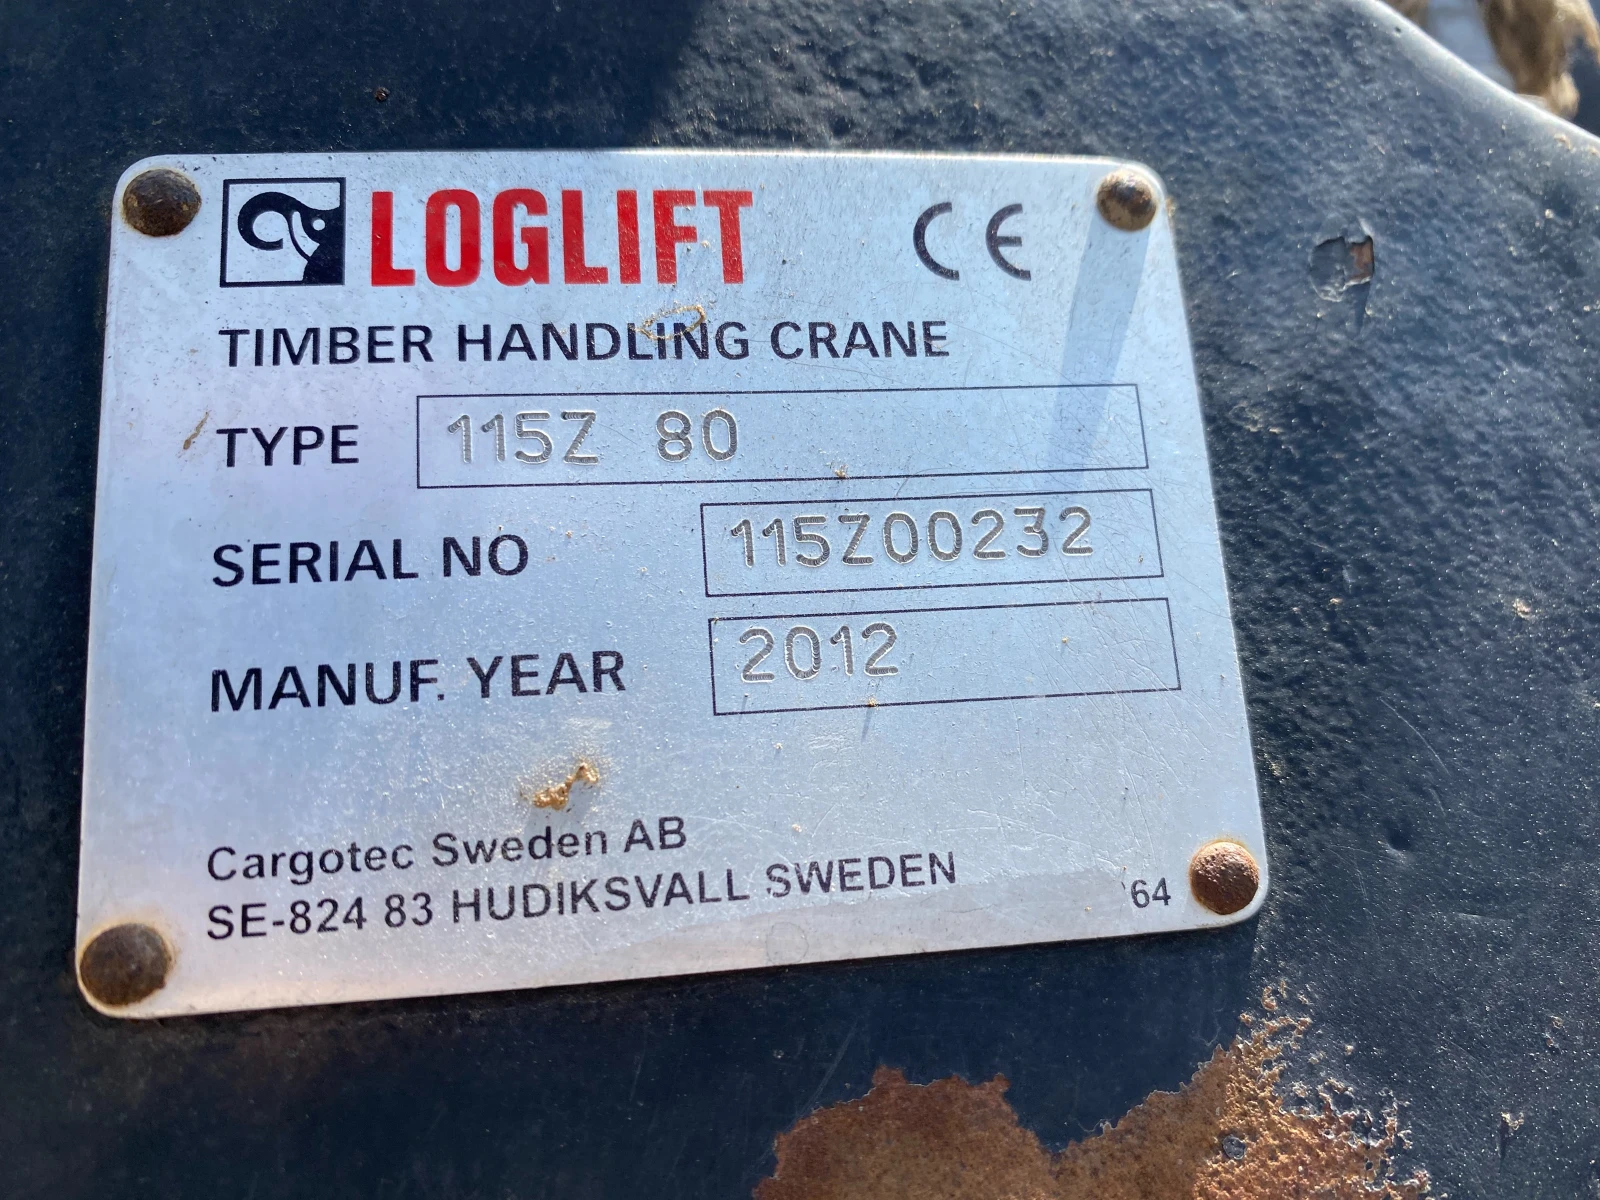 LOGLIFT CE
TIMBER HANDLING CRANE
TYPE 115Z 80
SERIAL NO 115Z00232
MANUF. YEAR 2012
Cargotec Sweden AB
SE-824 83 HUDIKSVALL SWEDEN
'64